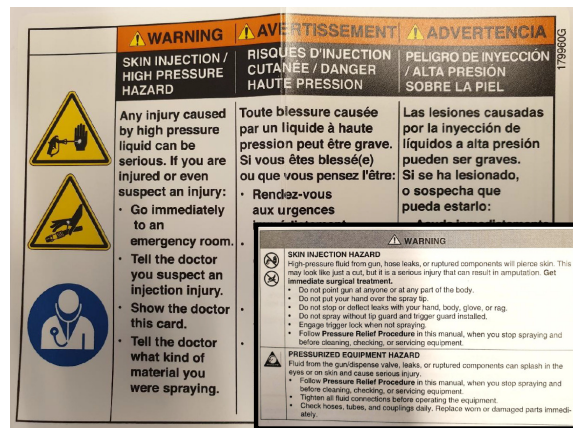 WARNING
SKIN INJECTION /
HIGH PRESSURE
HAZARD
Any injury caused
by high pressure
liquid can be
serious. If you are
injured or even
suspect an injury:
· Go immediately
to an
emergency room.
· Tell the doctor
you suspect an
injection injury.
· Show the doctor
this card.
· Tell the doctor
what kind of
material you
were spraying.
AVERTISSEMENT
RISQUES D'INJECTION
CUTANÉE / DANGER
HAUTE PRESSION
Toute blessure causée
par un liquide à haute
pression peut être grave.
Si vous êtes blessé(e)
ou que vous pensez l'être:
· Rendez-vous
aux urgences
ADVERTENCIA
PELIGRO DE INYECCIÓN
/ ALTA PRESIÓN
SOBRE LA PIEL
Las lesiones causadas
por la inyección de
líquidos a alta presión
pueden ser graves.
Si se ha lesionado,
o sospecha que
pueda estarlo:
179960G
WARNING
SKIN INJECTION HAZARD
High-pressure fluid from gun, hose leaks, or ruptured components will pierce skin. This
may look like just a cut, but it is a serious injury that can result in amputation. Get
immediate surgical treatment.
• Do not point gun at anyone or at any part of the body.
• Do not put your hand over the spray tip.
• Do not stop or deflect leaks with your hand, body, glove, or rag.
• Do not spray without tip guard and trigger guard installed.
• Engage trigger lock when not spraying.
• Follow Pressure Relief Procedure in this manual, when you stop spraying and
before cleaning, checking, or servicing equipment.
PRESSURIZED EQUIPMENT HAZARD
Fluid from the gun/dispense valve, leaks, or ruptured components can splash in the
eyes or on skin and cause serious injury.
• Follow Pressure Relief Procedure in this manual, when you stop spraying and
before cleaning, checking, or servicing equipment.
• Tighten all fluid connections before operating the equipment.
• Check hoses, tubes, and couplings daily. Replace worn or damaged parts immedi-
ately.